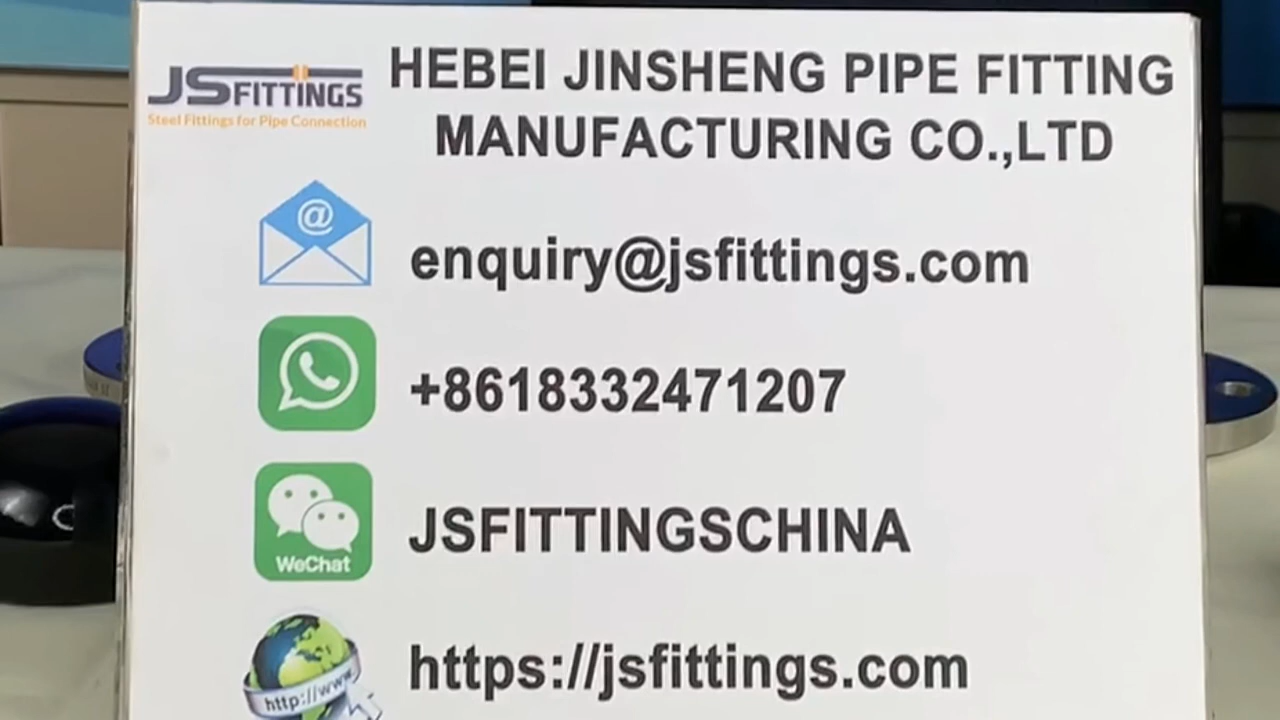 JSFITTINGS
Steel Fittings for Pipe Connection
HEBEI JINSHENG PIPE FITTING
MANUFACTURING CO.,LTD
@
enquiry@jsfittings.com
+8618332471207
WeChat
JSFITTINGSCHINA
http://www.
https://jsfittings.com